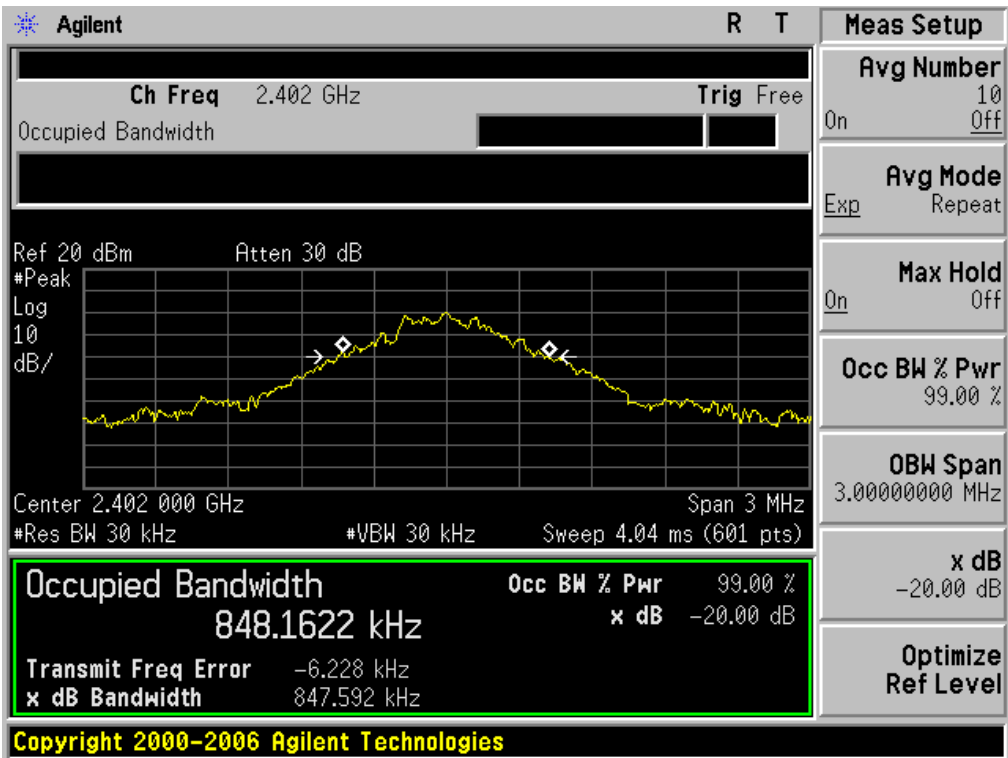 Agilent R T
Ch Freq 2.402 GHz Trig Free
Occupied Bandwidth
Ref 20 dBm Atten 30 dB
#Peak
Log
10
dB/
Center 2.402 000 GHz Span 3 MHz
#Res BW 30 kHz #VBW 30 kHz Sweep 4.04 ms (601 pts)
Occupied Bandwidth Occ BW % Pwr 99.00 %
848.1622 kHz x dB -20.00 dB
Transmit Freq Error -6.228 kHz
x dB Bandwidth 847.592 kHz
Copyright 2000-2006 Agilent Technologies
Meas Setup
Avg Number
10
On Off
Avg Mode
Exp Repeat
Max Hold
On Off
Occ BW % Pwr
99.00 %
OBW Span
3.00000000 MHz
x dB
-20.00 dB
Optimize
Ref Level